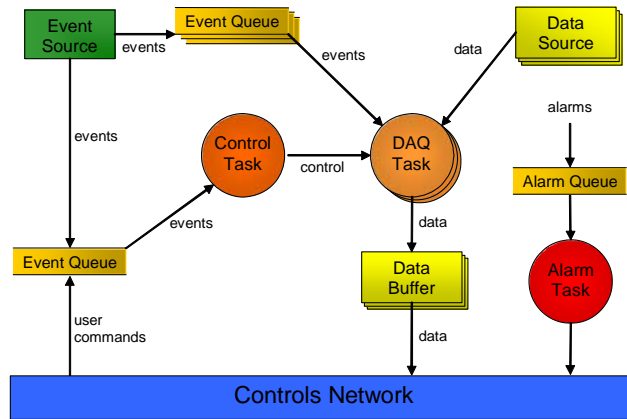 Event
Source
events
Event Queue
events
data
Data
Source
events
Control
Task
control
DAQ
Task
alarms
Alarm Queue
events
Event Queue
data
Data
Buffer
Alarm
Task
user
commands
data
Controls Network